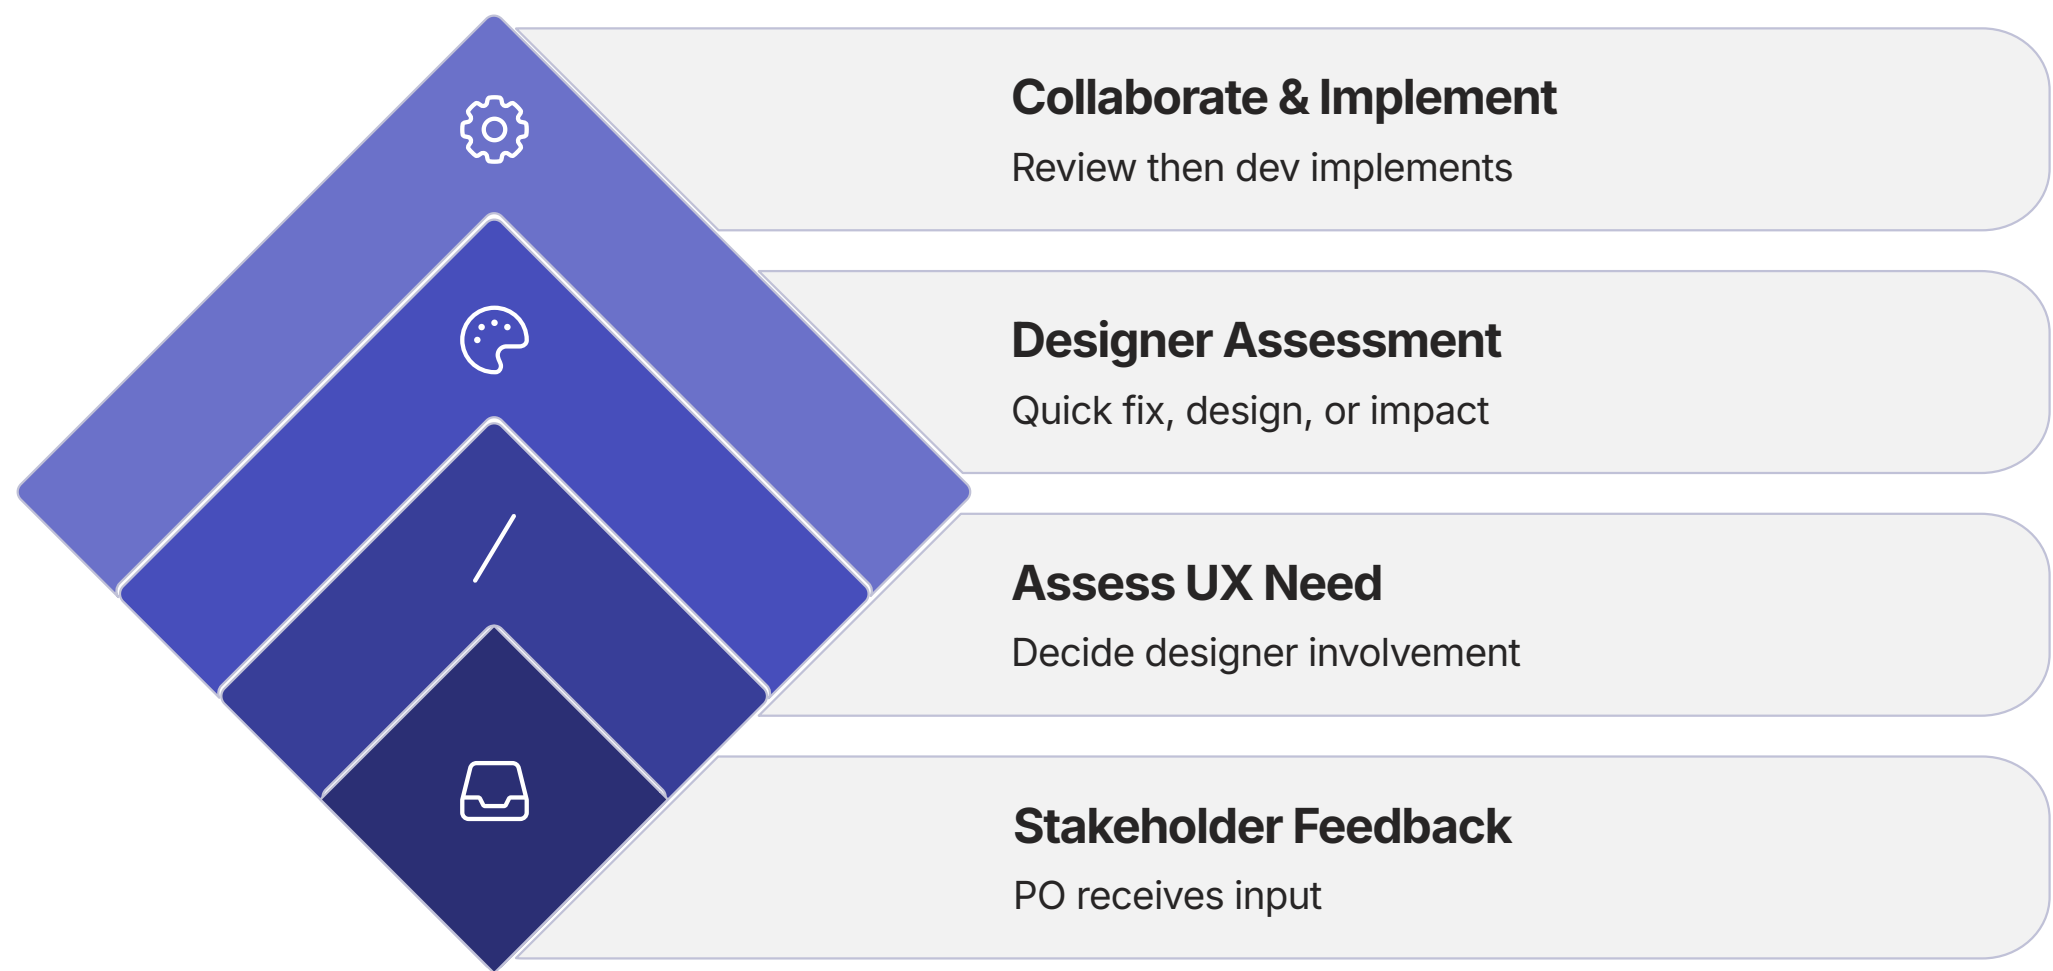 Collaborate & Implement
Review then dev implements
Designer Assessment
Quick fix, design, or impact
Assess UX Need
Decide designer involvement
Stakeholder Feedback
PO receives input